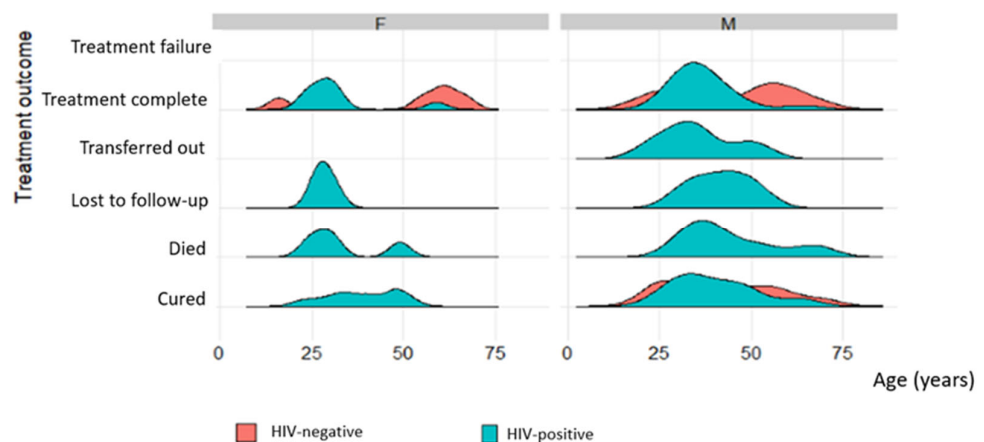 F M
Treatment outcome
Treatment failure
Treatment complete
Transferred out
Lost to follow-up
Died
Cured
0 25 50 75 0 25 50 75
Age (years)
HIV-negative HIV-positive